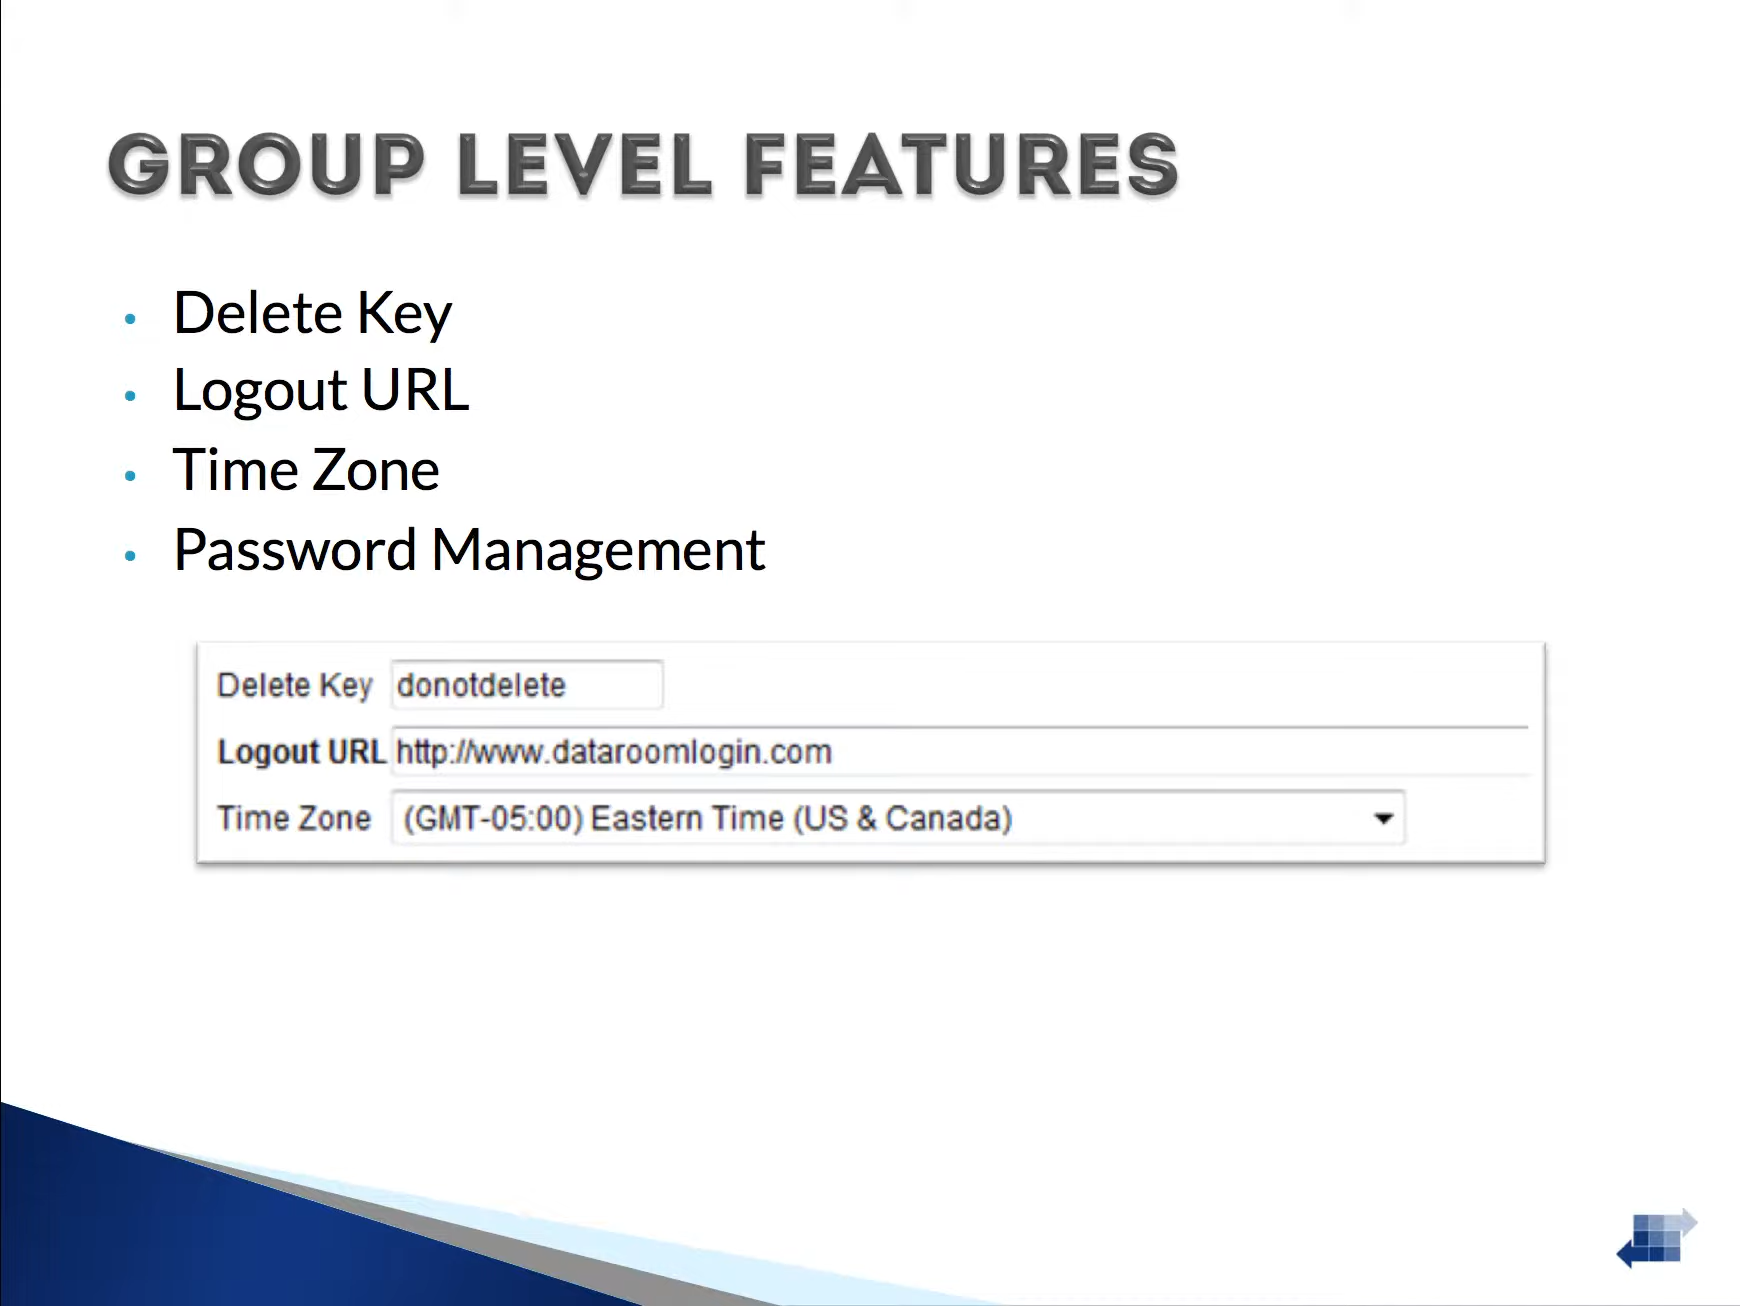 GROUP LEVEL FEATURES
• Delete Key
• Logout URL
• Time Zone
• Password Management
Delete Key donotdelete
Logout URL http://www.dataroomlogin.com
Time Zone (GMT-05:00) Eastern Time (US & Canada)